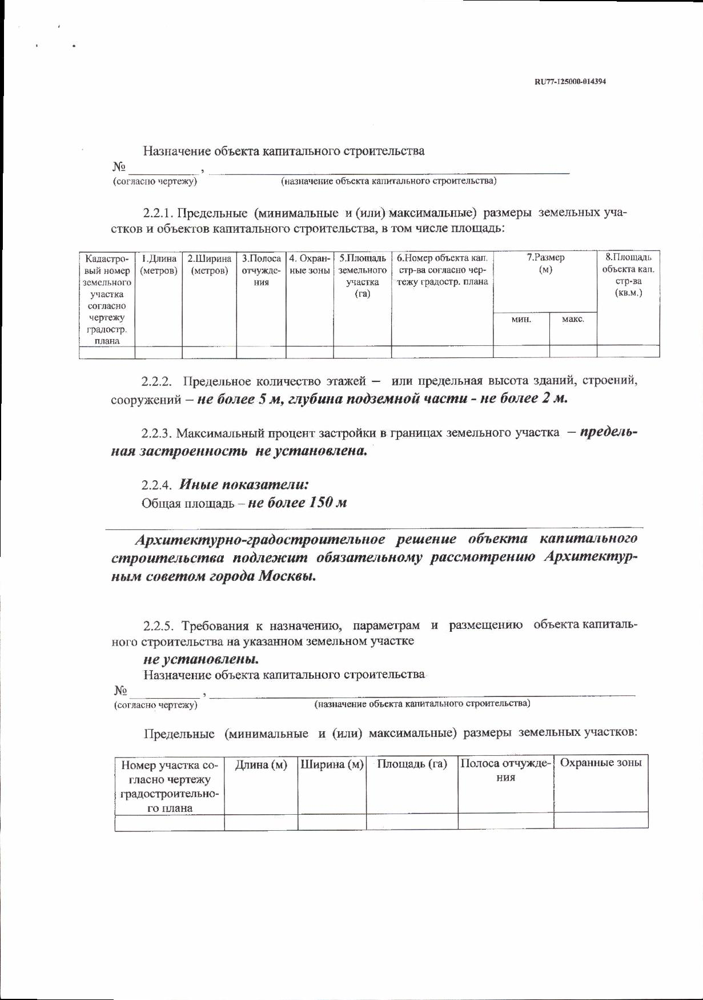 RU77-125000-014394
Назначение объекта капитального строительства
№ __________ , __________
(согласно чертежу) (назначение объекта капитального строительства)
2.2.1. Предельные (минимальные и (или) максимальные) размеры земельных уча-
стков и объектов капитального строительства, в том числе площадь:
Кадастро- 1.Длина 2.Ширина 3.Полоса 4. Охран- 5.Площадь 6.Номер объекта кап. 7.Размер 8.Площадь
вый номер (метров) (метров) отчужде- ные зоны земельного стр-ва согласно чер- (м) объекта кап.
земельного ния участка тежу градостр. плана стр-ва
участка (га) (кв.м.)
согласно
чертежу мин. макс.
градостр.
плана
2.2.2. Предельное количество этажей – или предельная высота зданий, строений,
сооружений – не более 5 м, глубина подземной части - не более 2 м.
2.2.3. Максимальный процент застройки в границах земельного участка – предель-
ная застроенность не установлена.
2.2.4. Иные показатели:
Общая площадь – не более 150 м
Архитектурно-градостроительное решение объекта капитального
строительства подлежит обязательному рассмотрению Архитектур-
ным советом города Москвы.
2.2.5. Требования к назначению, параметрам и размещению объекта капиталь-
ного строительства на указанном земельном участке
не установлены.
Назначение объекта капитального строительства
№ __________ , __________
(согласно чертежу) (назначение объекта капитального строительства)
Предельные (минимальные и (или) максимальные) размеры земельных участков:
Номер участка со- Длина (м) Ширина (м) Площадь (га) Полоса отчужде- Охранные зоны
гласно чертежу ния
градостроительно-
го плана